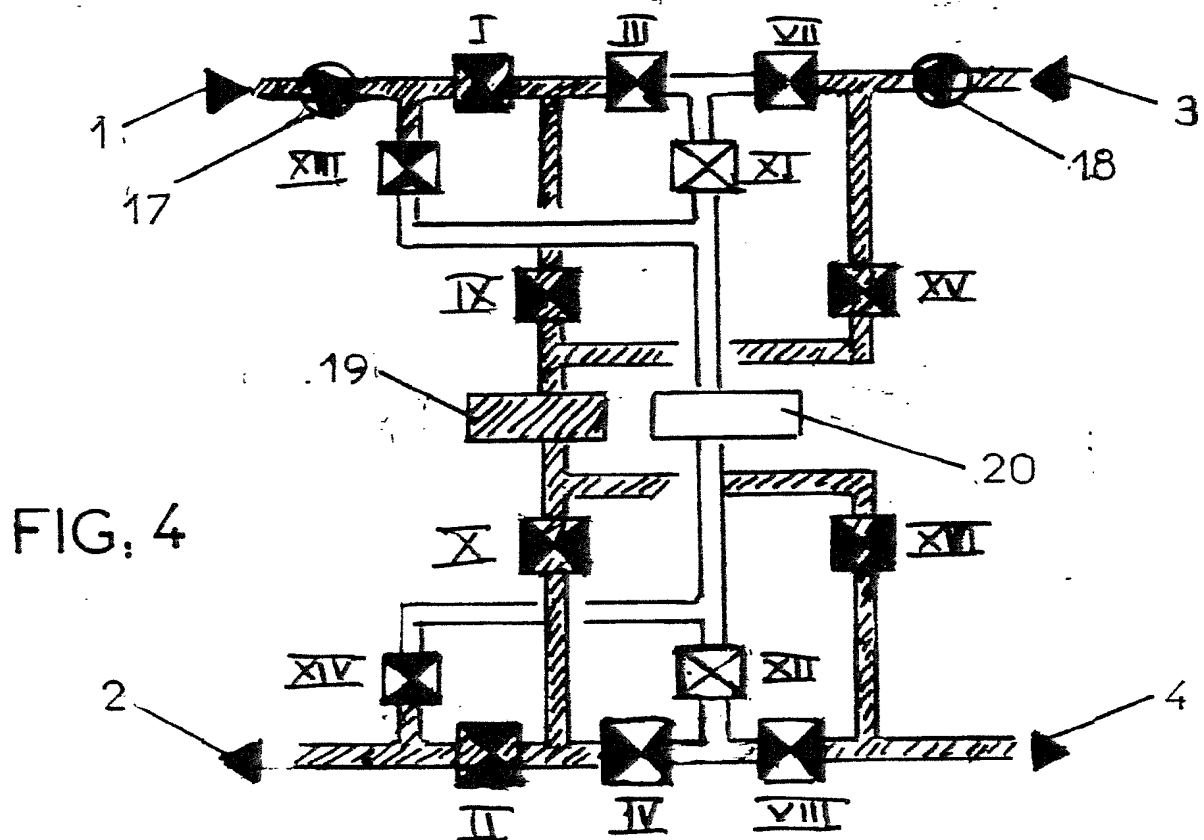 I III VII
1 3
17 XIII XI 18
IX XV
19
20
FIG. 4
X XVI
XIV XII
2 4
II IV VIII